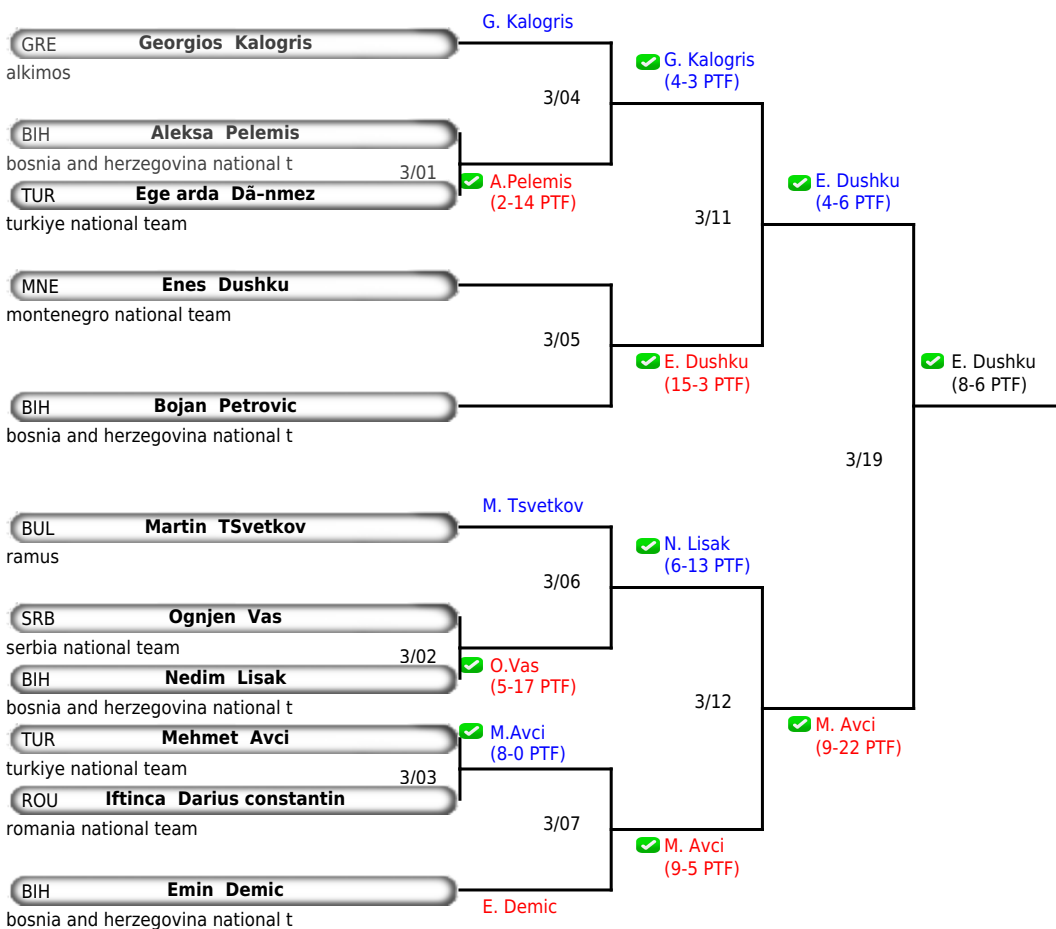 G. Kalogris
GRE Georgios Kalogris
alkimos
G. Kalogris
(4-3 PTF)
3/04
BIH Aleksa Pelemis
bosnia and herzegovina national t
3/01
A.Pelemis
(2-14 PTF)
TUR Ege arda Dã–nmez
turkiye national team
E. Dushku
(4-6 PTF)
3/11
MNE Enes Dushku
montenegro national team
3/05
E. Dushku
(15-3 PTF)
E. Dushku
(8-6 PTF)
BIH Bojan Petrovic
bosnia and herzegovina national t
3/19
M. Tsvetkov
BUL Martin TSvetkov
ramus
N. Lisak
(6-13 PTF)
3/06
SRB Ognjen Vas
serbia national team
3/02
O.Vas
(5-17 PTF)
BIH Nedim Lisak
bosnia and herzegovina national t
3/12
M. Avci
(9-22 PTF)
TUR Mehmet Avci
turkiye national team
M.Avci
(8-0 PTF)
3/03
ROU Iftinca Darius constantin
romania national team
3/07
M. Avci
(9-5 PTF)
BIH Emin Demic
bosnia and herzegovina national t
E. Demic